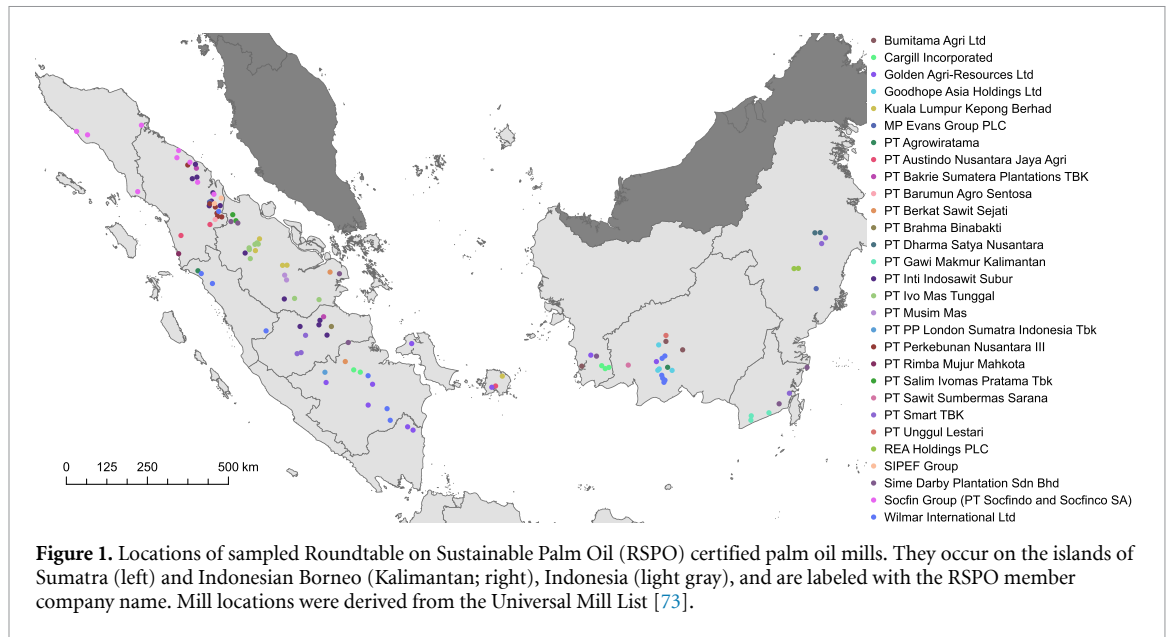 Bumitama Agri Ltd
Cargill Incorporated
Golden Agri-Resources Ltd
Goodhope Asia Holdings Ltd
Kuala Lumpur Kepong Berhad
MP Evans Group PLC
PT Agrowiratama
PT Austindo Nusantara Jaya Agri
PT Bakrie Sumatera Plantations TBK
PT Barumun Agro Sentosa
PT Berkat Sawit Sejati
PT Brahma Binabakti
PT Dharma Satya Nusantara
PT Gawi Makmur Kalimantan
PT Inti Indosawit Subur
PT Ivo Mas Tunggal
PT Musim Mas
PT PP London Sumatra Indonesia Tbk
PT Perkebunan Nusantara III
PT Rimba Mujur Mahkota
PT Salim Ivomas Pratama Tbk
PT Sawit Sumbermas Sarana
PT Smart TBK
PT Unggul Lestari
REA Holdings PLC
SIPEF Group
Sime Darby Plantation Sdn Bhd
Socfin Group (PT Socfindo and Socfinco SA)
Wilmar International Ltd
0 125 250 500 km
Figure 1. Locations of sampled Roundtable on Sustainable Palm Oil (RSPO) certified palm oil mills. They occur on the islands of
Sumatra (left) and Indonesian Borneo (Kalimantan; right), Indonesia (light gray), and are labeled with the RSPO member
company name. Mill locations were derived from the Universal Mill List [73].